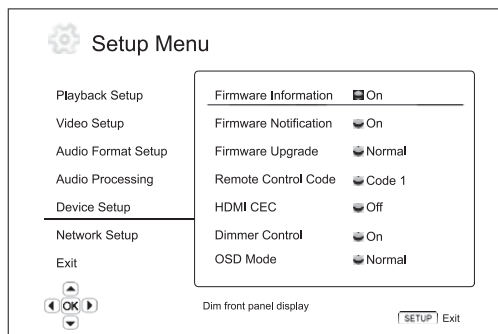 Setup Menu
Playback Setup
Video Setup
Audio Format Setup
Audio Processing
Device Setup
Network Setup
Exit
Firmware Information On
Firmware Notification On
Firmware Upgrade Normal
Remote Control Code Code 1
HDMI CEC Off
Dimmer Control On
OSD Mode Normal
OK
Dim front panel display
SETUP Exit